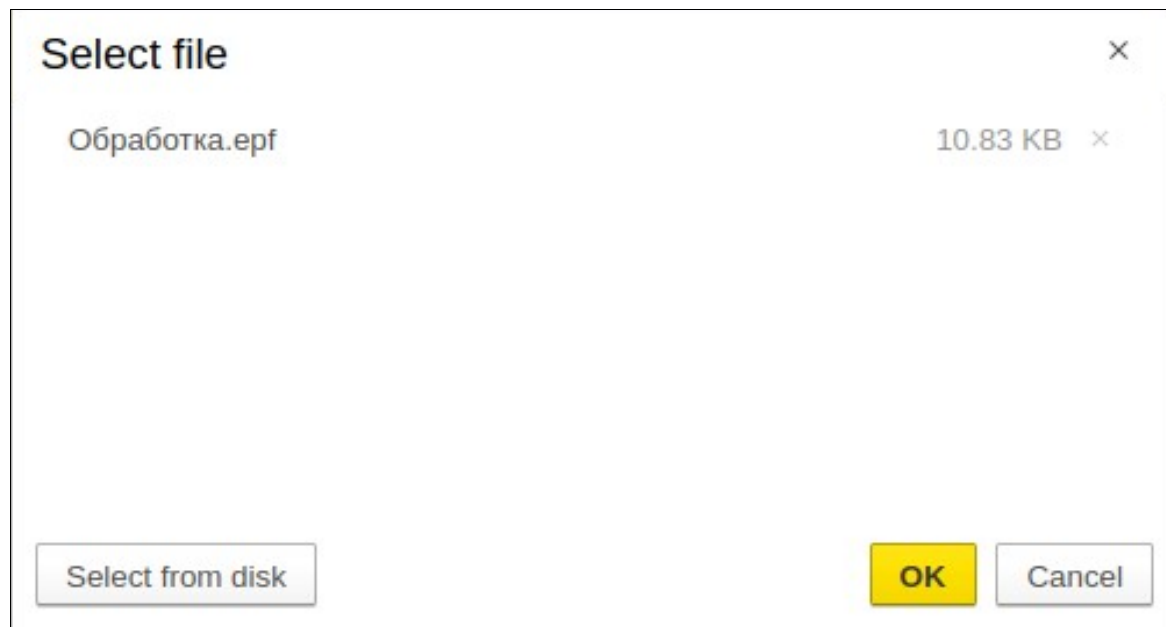 Select file
Обработка.epf 10.83 KB
Select from disk OK Cancel